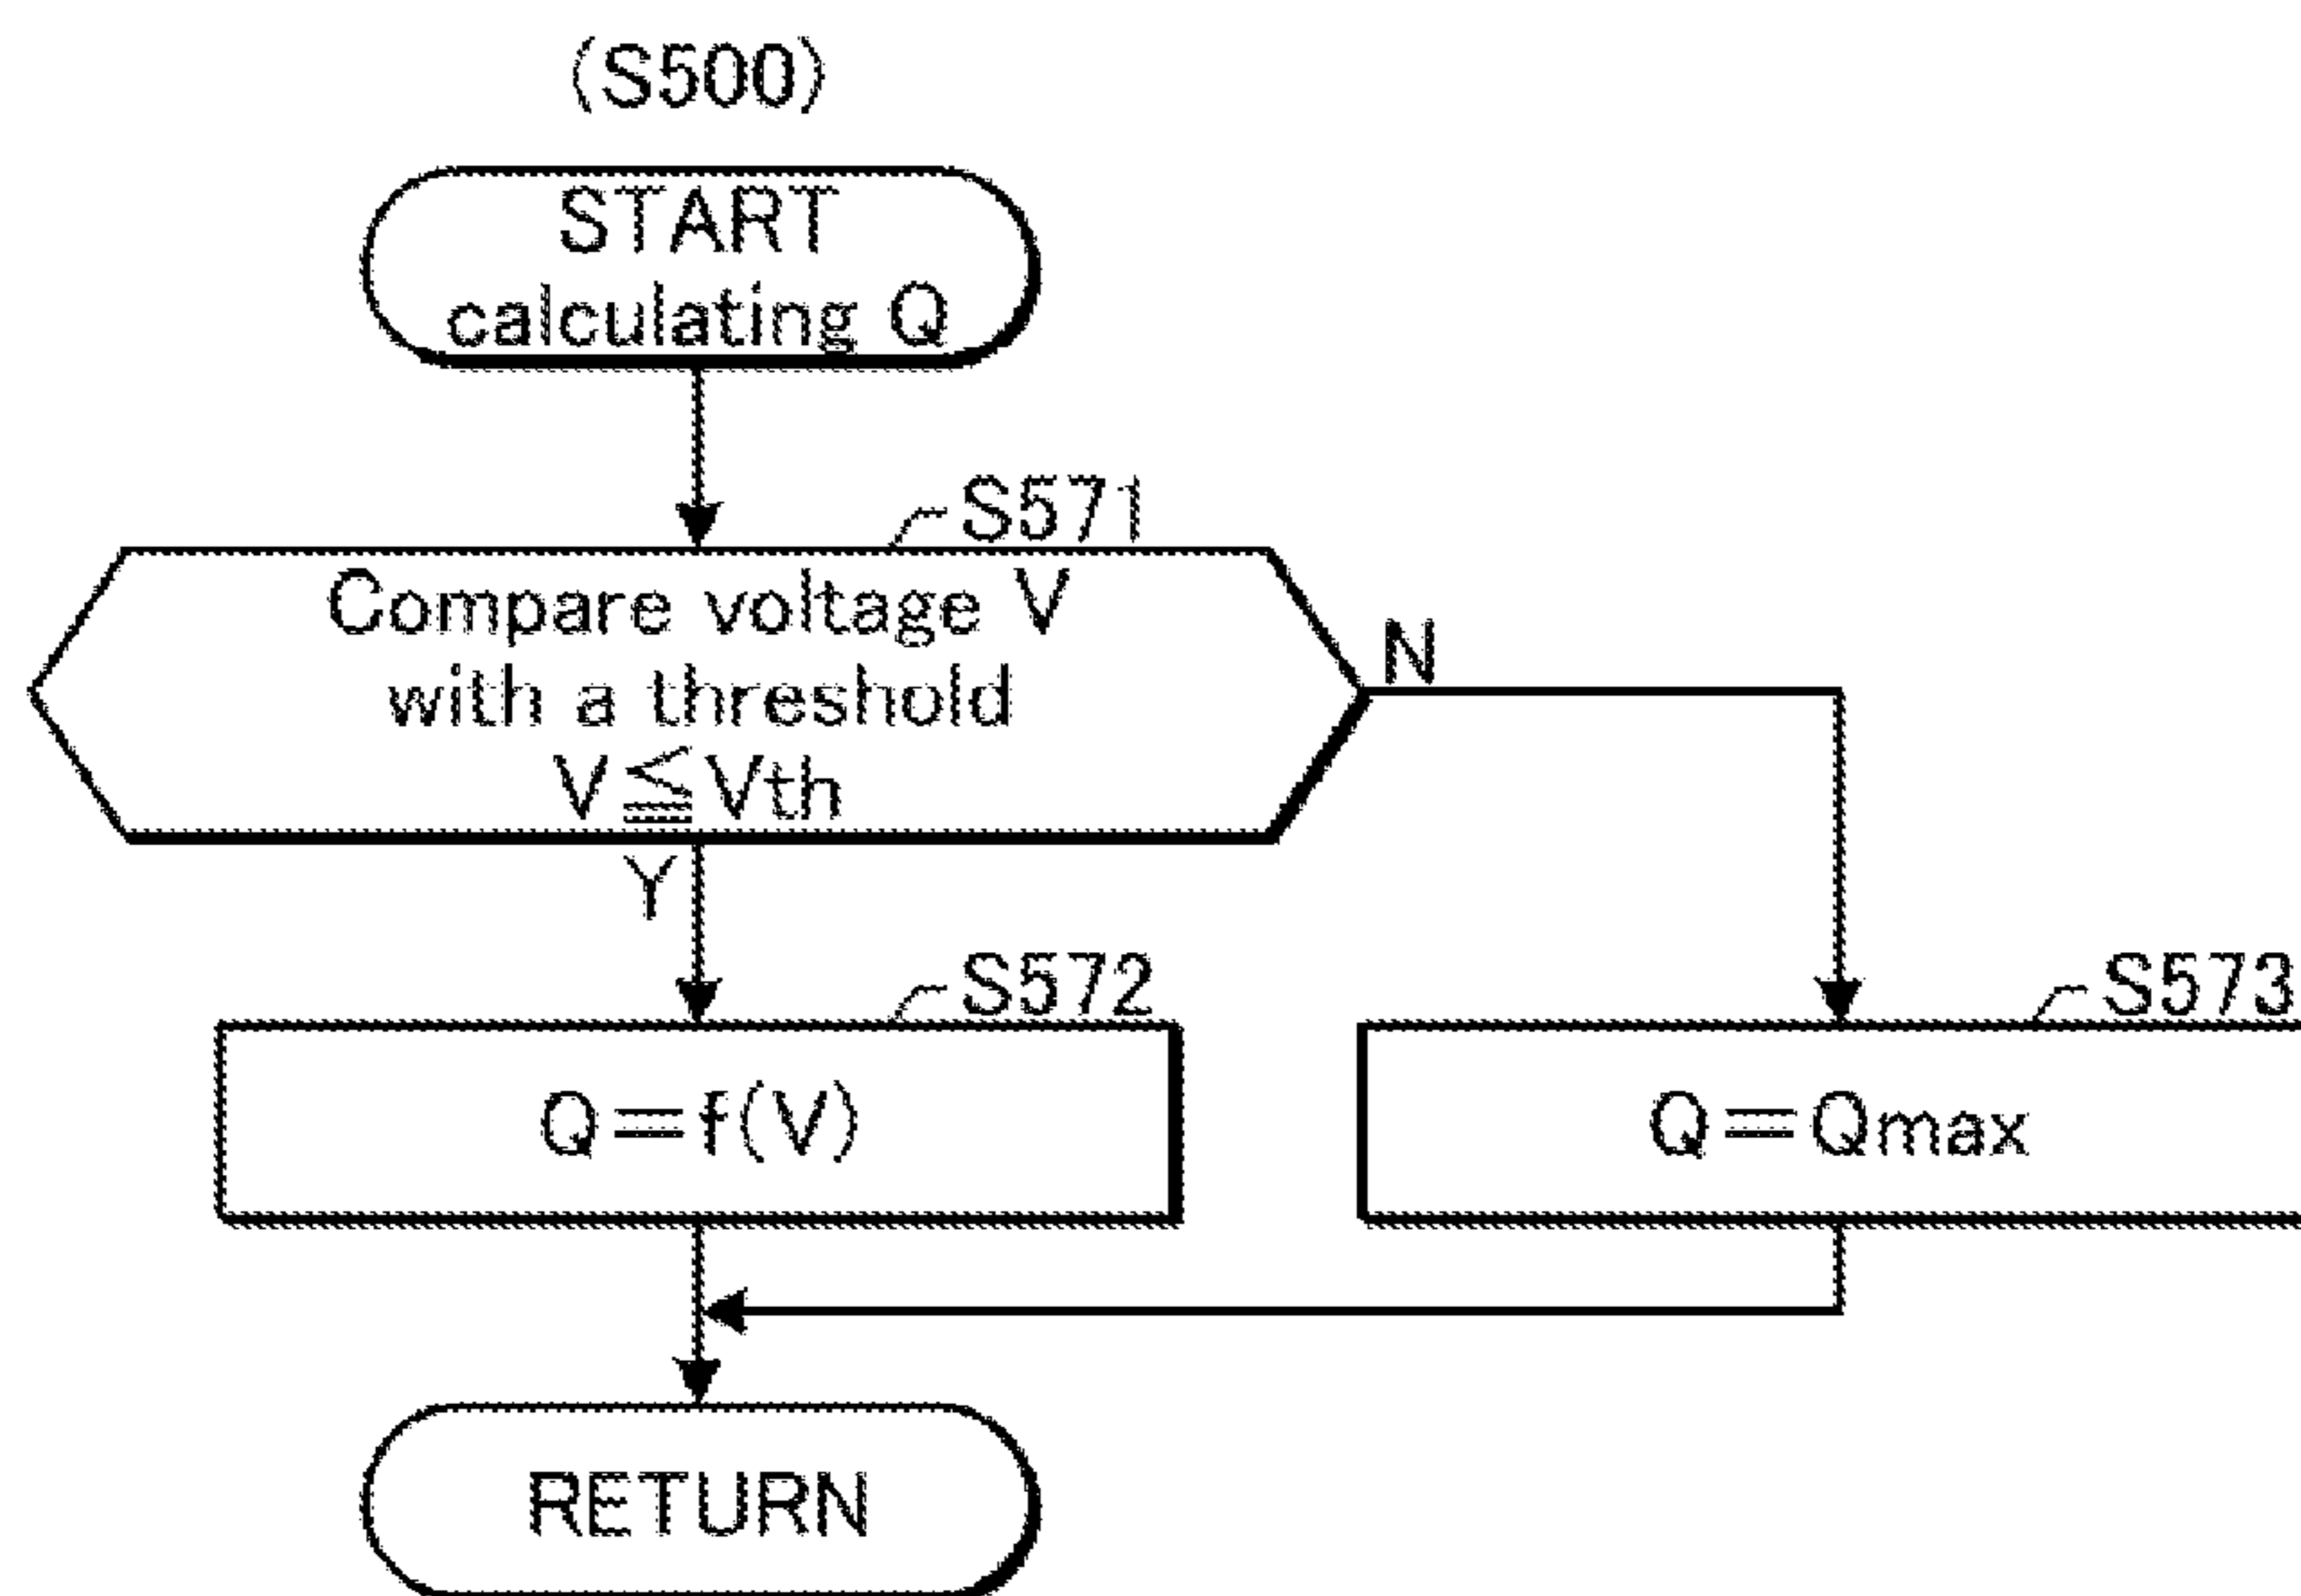 (S500)
START
calculating Q
S571
Compare voltage V
with a threshold
V≦Vth
N
Y
S572
Q=f(V)
S573
Q=Qmax
RETURN